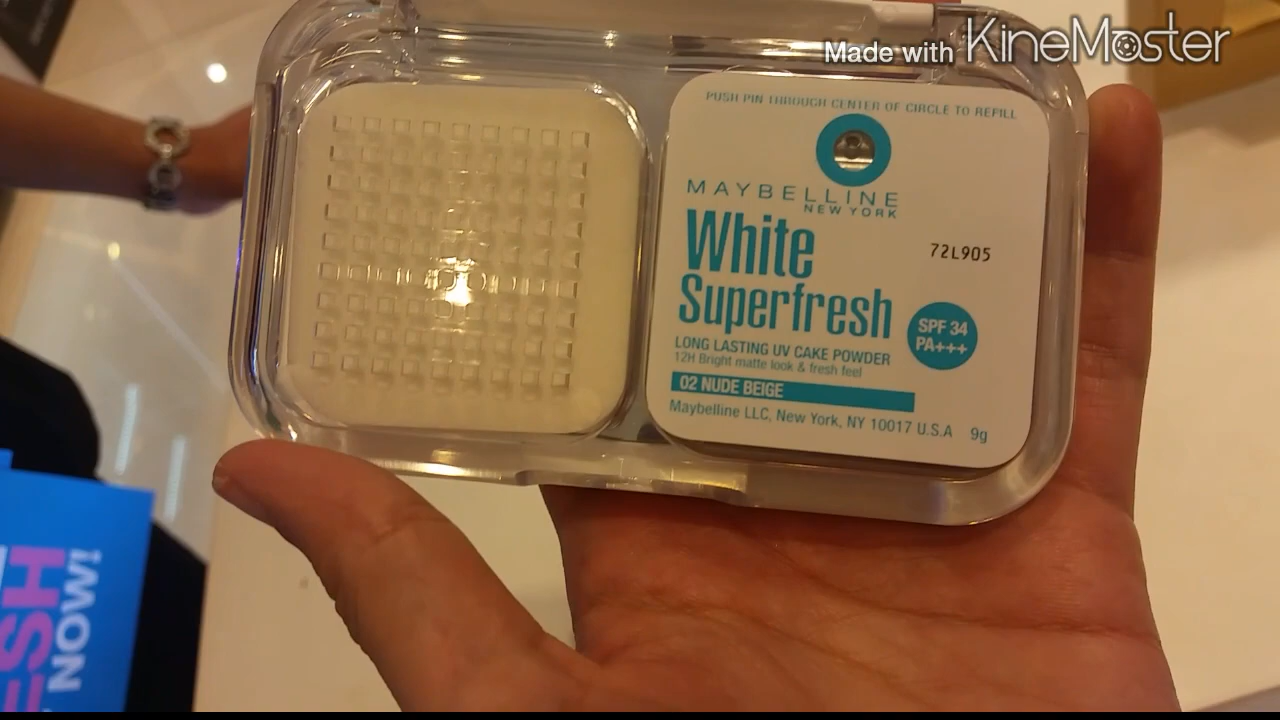 Made with KINEMASTER
PUSH PIN THROUGH CENTER OF CIRCLE TO REFILL
MAYBELLINE
NEW YORK
White
Superfresh
72L905
SPF 34
PA+++
LONG LASTING UV CAKE POWDER
12H Bright matte look & fresh feel
02 NUDE BEIGE
Maybelline LLC, New York, NY 10017 U.S.A 9g
ESH
NOW!